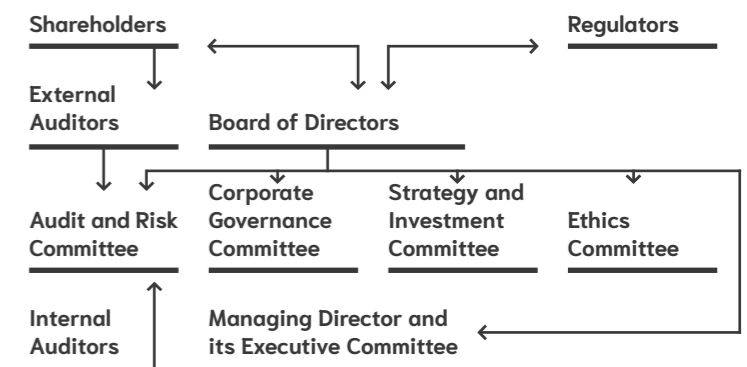 Shareholders
Regulators
External
Auditors
Board of Directors
Audit and Risk
Committee
Corporate
Governance
Committee
Strategy and
Investment
Committee
Ethics
Committee
Internal
Auditors
Managing Director and
its Executive Committee